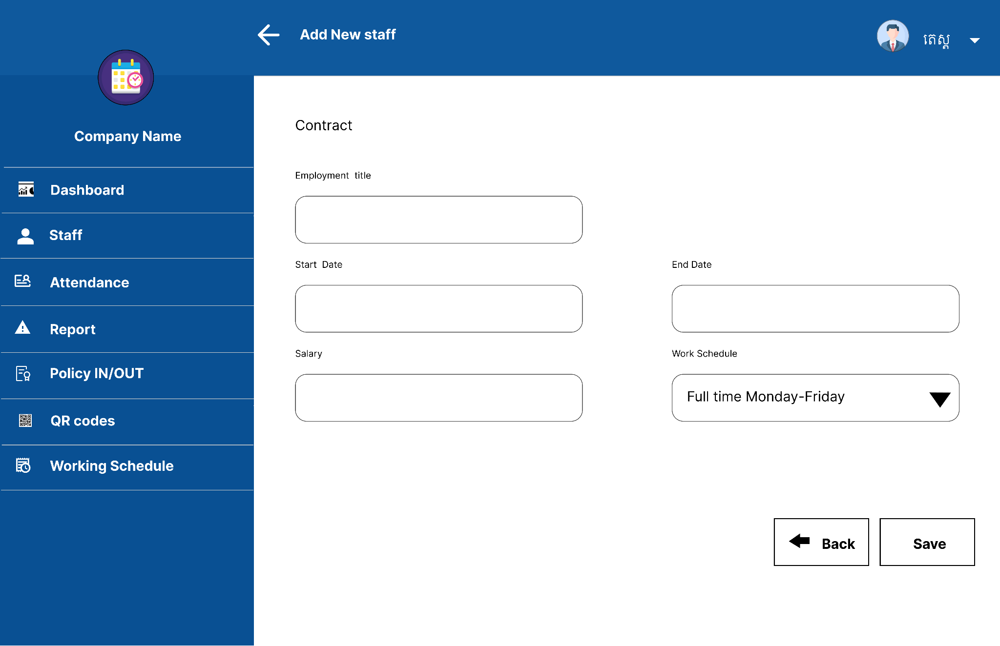 Add New staff
តេស្ត
Company Name
Dashboard
Staff
Attendance
Report
Policy IN/OUT
QR codes
Working Schedule
Contract
Employment title
Start Date
End Date
Salary
Work Schedule
Full time Monday-Friday
Back
Save